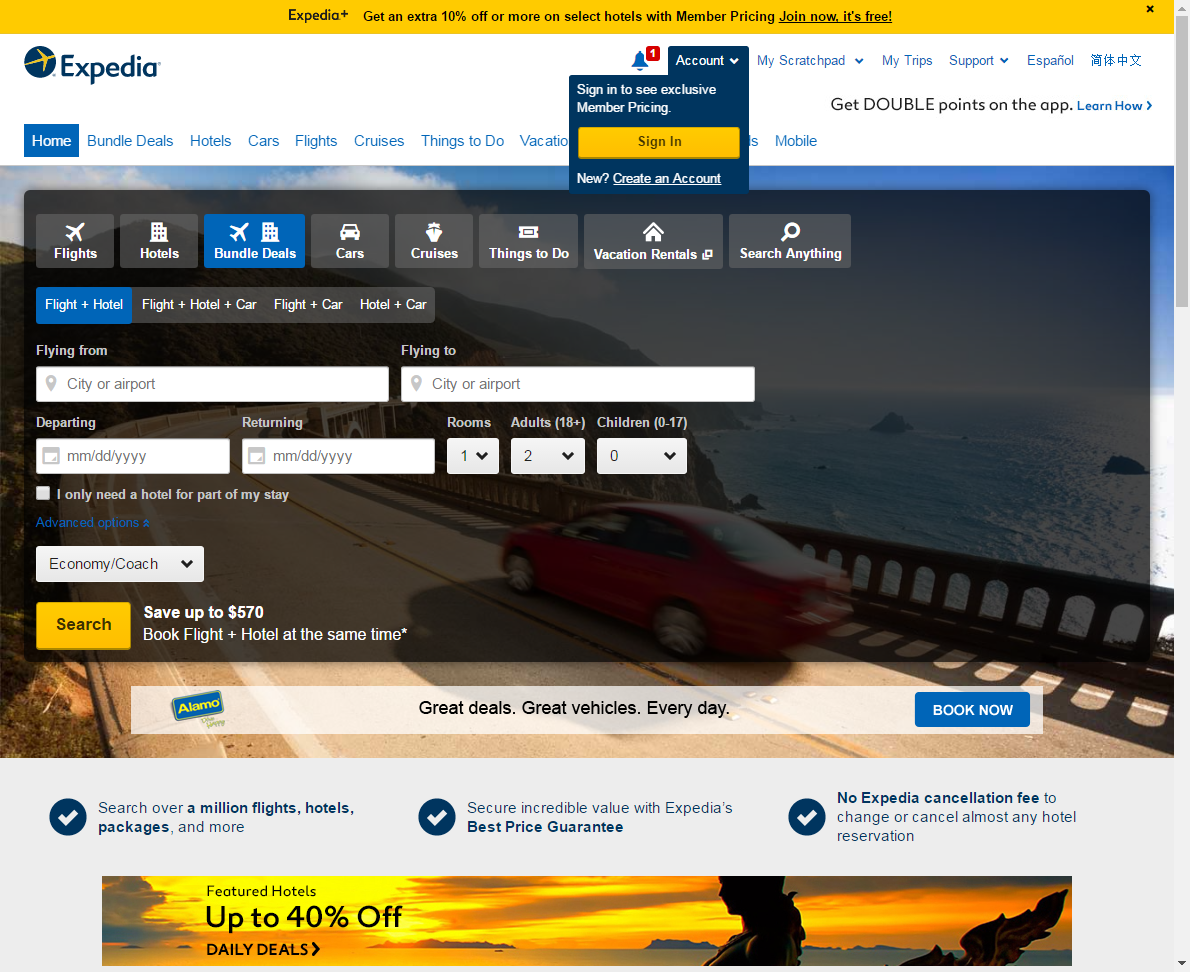 Expedia+ Get an extra 10% off or more on select hotels with Member Pricing Join now, it's free!
Expedia
1
Account
My Scratchpad
My Trips
Support
Español
简体中文
Sign in to see exclusive
Member Pricing.
Sign In
New? Create an Account
Get DOUBLE points on the app. Learn How
Home
Bundle Deals
Hotels
Cars
Flights
Cruises
Things to Do
Vacatio
ls
Mobile
Flights
Hotels
Bundle Deals
Cars
Cruises
Things to Do
Vacation Rentals
Search Anything
Flight + Hotel
Flight + Hotel + Car
Flight + Car
Hotel + Car
Flying from
Flying to
City or airport
City or airport
Departing
Returning
Rooms
Adults (18+)
Children (0-17)
mm/dd/yyyy
mm/dd/yyyy
1
2
0
I only need a hotel for part of my stay
Advanced options
Economy/Coach
Search
Save up to $570
Book Flight + Hotel at the same time*
Alamo
Great deals. Great vehicles. Every day.
BOOK NOW
Search over a million flights, hotels,
packages, and more
Secure incredible value with Expedia’s
Best Price Guarantee
No Expedia cancellation fee to
change or cancel almost any hotel
reservation
Featured Hotels
Up to 40% Off
DAILY DEALS